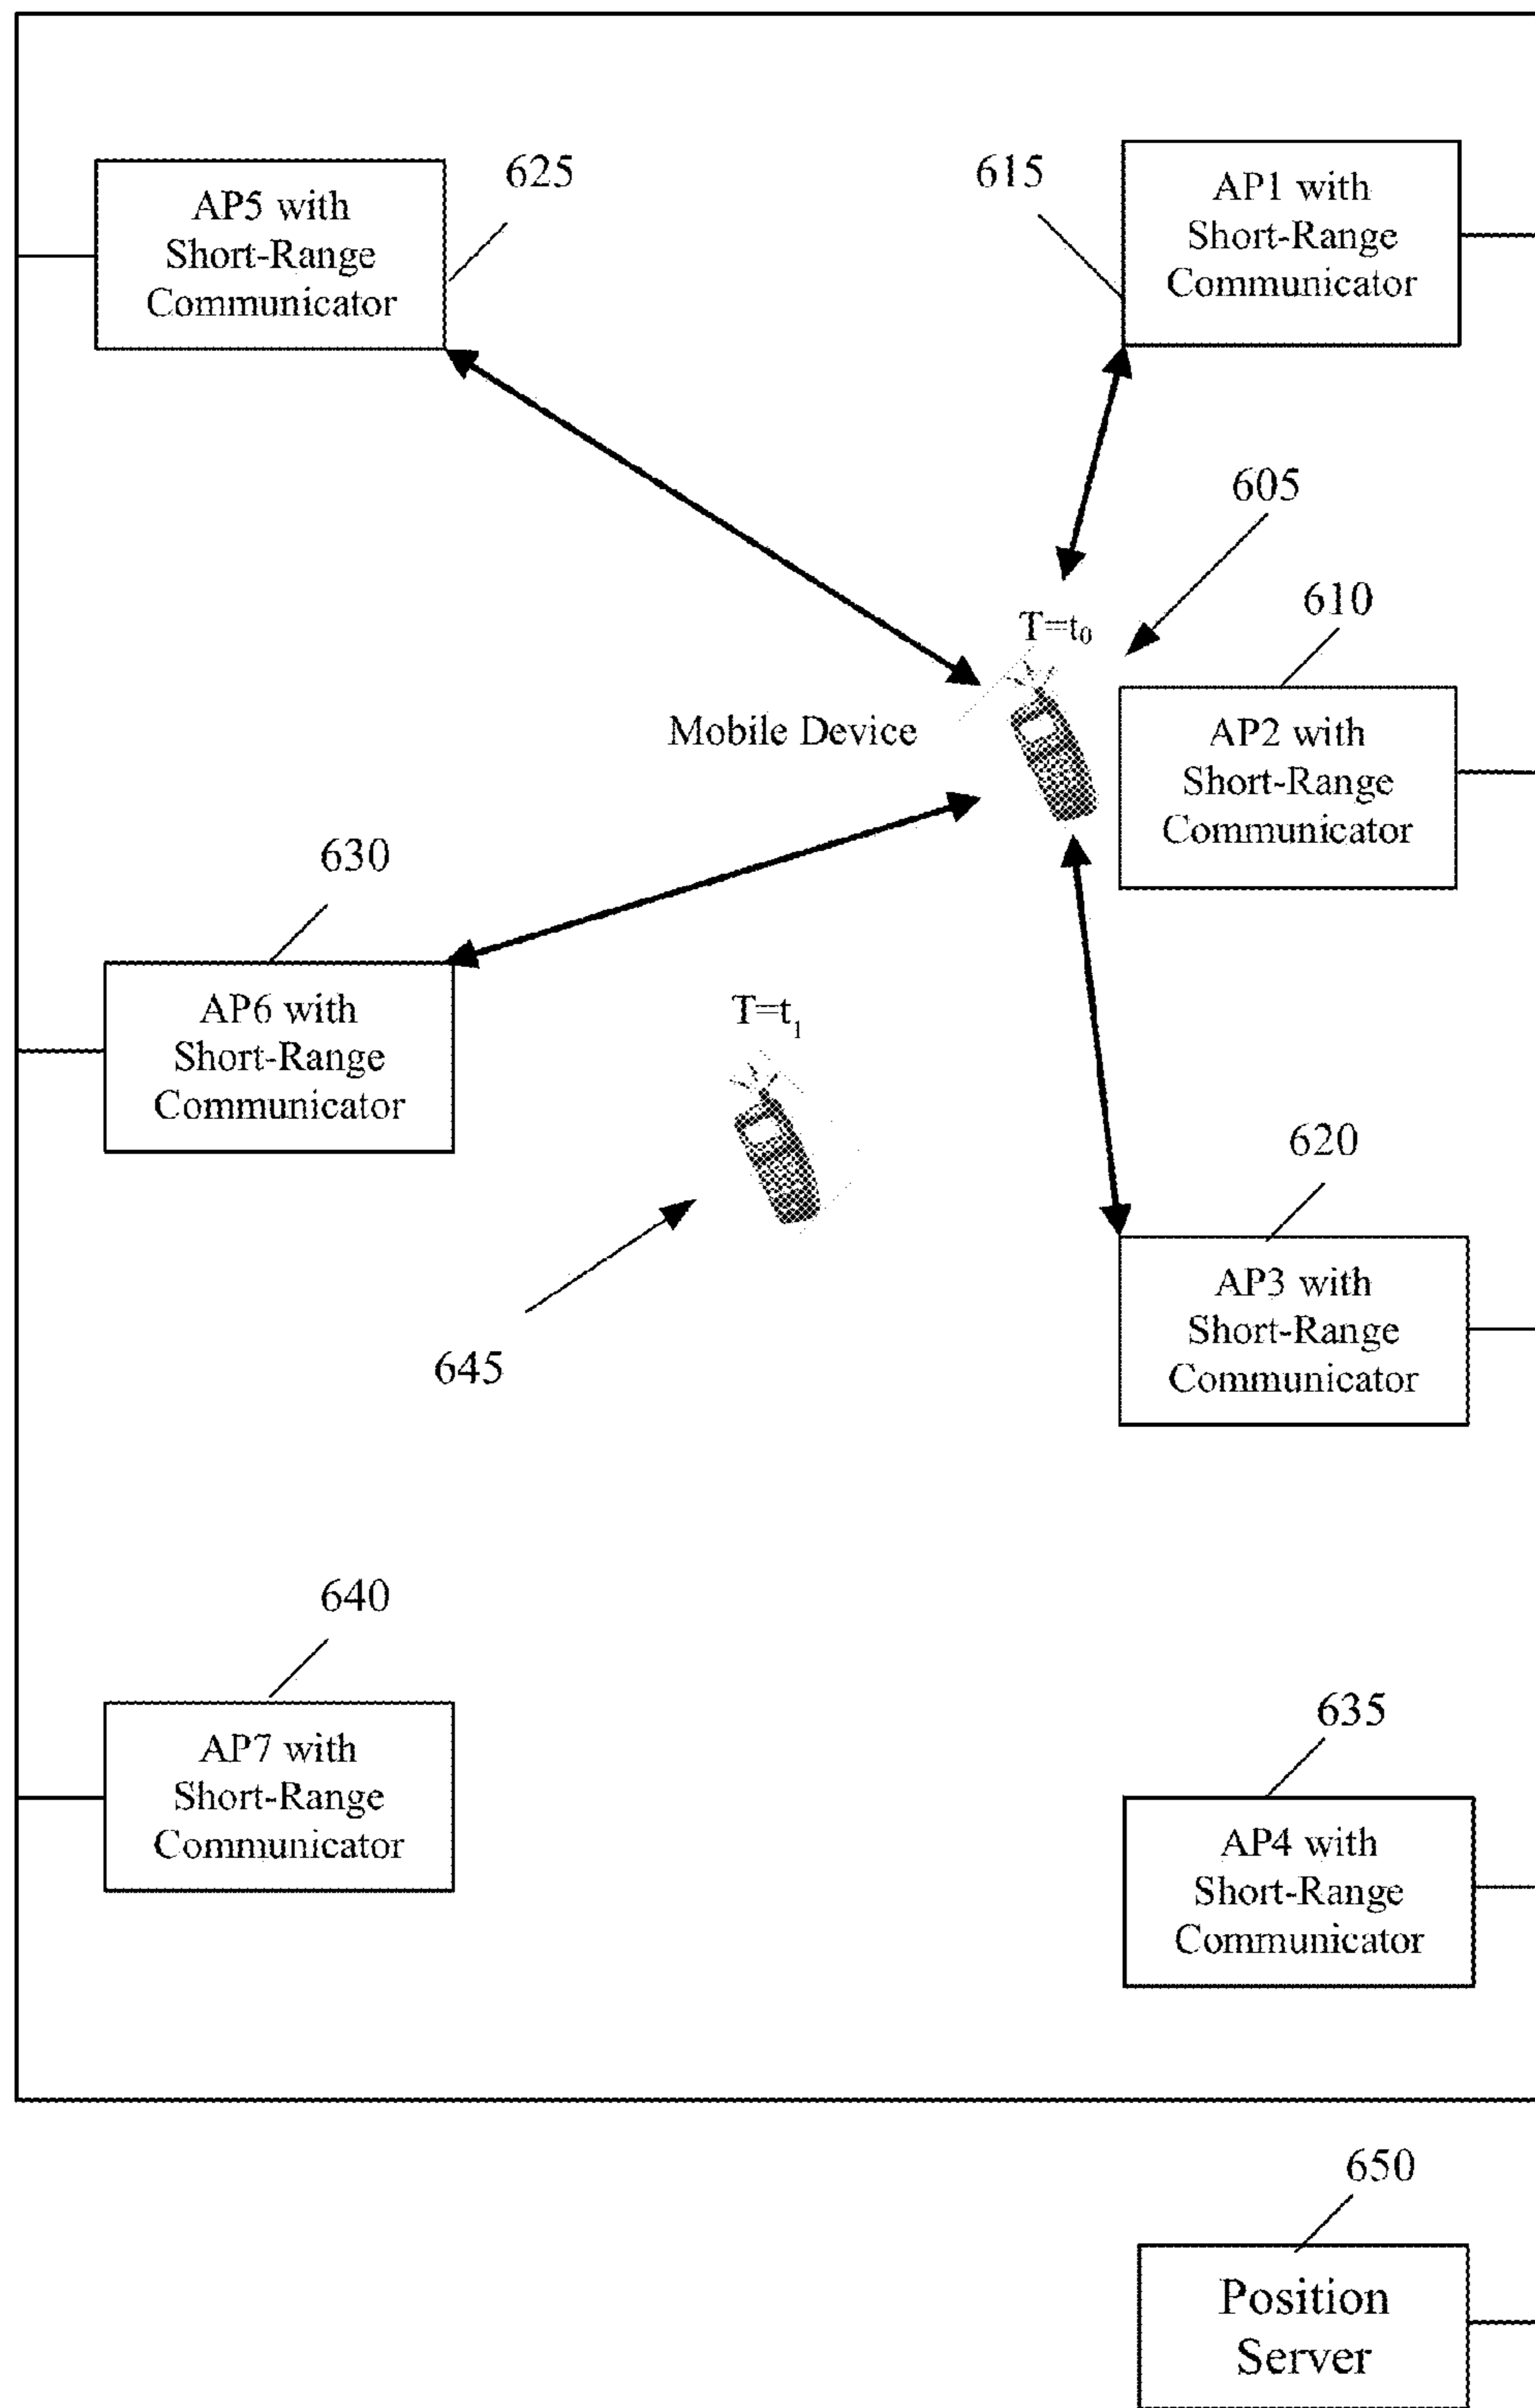 625
615
AP5 with
Short-Range
Communicator
AP1 with
Short-Range
Communicator
605
610
T=t₀
Mobile Device
AP2 with
Short-Range
Communicator
630
AP6 with
Short-Range
Communicator
T=t₁
620
AP3 with
Short-Range
Communicator
645
640
AP7 with
Short-Range
Communicator
635
AP4 with
Short-Range
Communicator
650
Position
Server